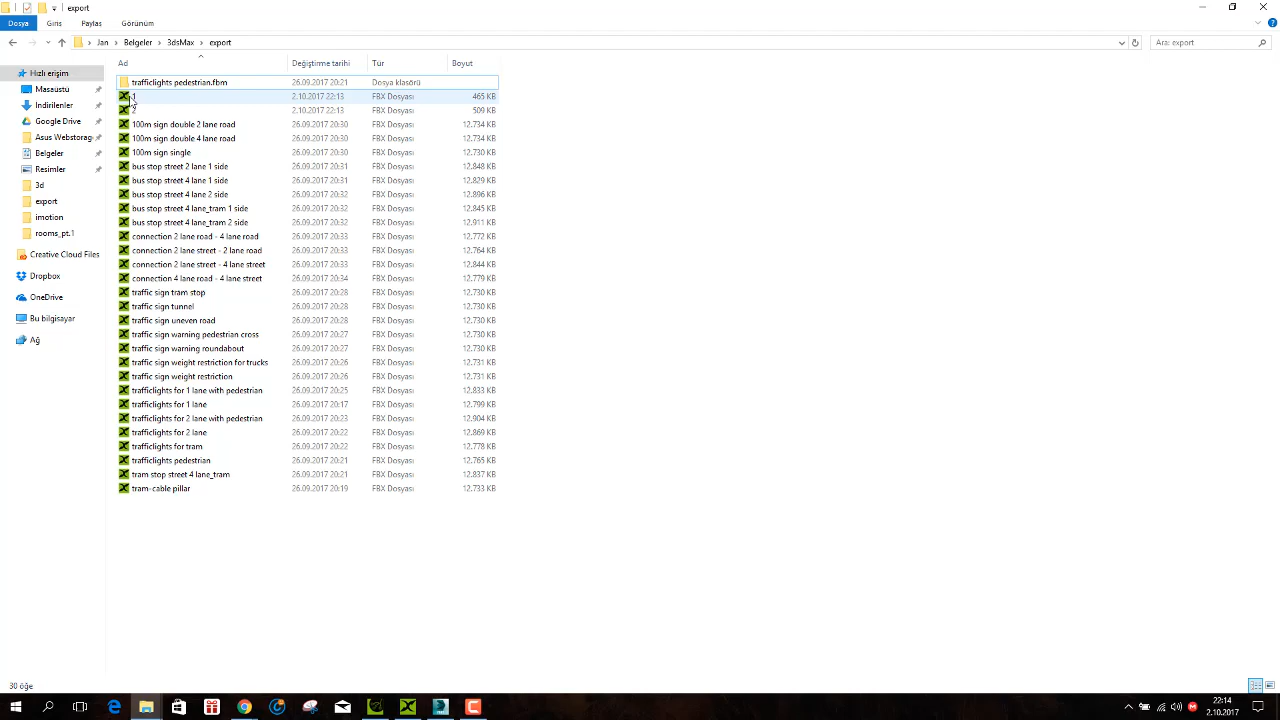 export
Dosya Giriş Paylaş Görünüm
Jan > Belgeler > 3dsMax > export
Ara: export
Ad Değiştirme tarihi Tür Boyut
Hızlı erişim
Masaüstü
İndirilenler
Google Drive
Asus Webstorag
Belgeler
Resimler
3d
export
imotion
rooms_pt.1
Creative Cloud Files
Dropbox
OneDrive
Bu bilgisayar
Ağ
trafficlights pedestrian.fbm 26.09.2017 20:21 Dosya klasörü
1 2.10.2017 22:13 FBX Dosyası 465 KB
2 2.10.2017 22:13 FBX Dosyası 509 KB
100m sign double 2 lane road 26.09.2017 20:30 FBX Dosyası 12.734 KB
100m sign double 4 lane road 26.09.2017 20:30 FBX Dosyası 12.734 KB
100m sign single 26.09.2017 20:30 FBX Dosyası 12.730 KB
bus stop street 2 lane 1 side 26.09.2017 20:31 FBX Dosyası 12.848 KB
bus stop street 4 lane 1 side 26.09.2017 20:31 FBX Dosyası 12.829 KB
bus stop street 4 lane 2 side 26.09.2017 20:32 FBX Dosyası 12.896 KB
bus stop street 4 lane_tram 1 side 26.09.2017 20:32 FBX Dosyası 12.845 KB
bus stop street 4 lane_tram 2 side 26.09.2017 20:32 FBX Dosyası 12.911 KB
connection 2 lane road - 4 lane road 26.09.2017 20:33 FBX Dosyası 12.772 KB
connection 2 lane street - 2 lane road 26.09.2017 20:33 FBX Dosyası 12.764 KB
connection 2 lane street - 4 lane street 26.09.2017 20:33 FBX Dosyası 12.844 KB
connection 4 lane road - 4 lane street 26.09.2017 20:34 FBX Dosyası 12.779 KB
traffic sign tram stop 26.09.2017 20:28 FBX Dosyası 12.730 KB
traffic sign tunnel 26.09.2017 20:28 FBX Dosyası 12.730 KB
traffic sign uneven road 26.09.2017 20:28 FBX Dosyası 12.730 KB
traffic sign warning pedestrian cross 26.09.2017 20:27 FBX Dosyası 12.730 KB
traffic sign warning roundabout 26.09.2017 20:27 FBX Dosyası 12.730 KB
traffic sign weight restriction for trucks 26.09.2017 20:26 FBX Dosyası 12.731 KB
traffic sign weight restriction 26.09.2017 20:26 FBX Dosyası 12.731 KB
trafficlights for 1 lane with pedestrian 26.09.2017 20:25 FBX Dosyası 12.833 KB
trafficlights for 1 lane 26.09.2017 20:17 FBX Dosyası 12.799 KB
trafficlights for 2 lane with pedestrian 26.09.2017 20:23 FBX Dosyası 12.904 KB
trafficlights for 2 lane 26.09.2017 20:22 FBX Dosyası 12.869 KB
trafficlights for tram 26.09.2017 20:22 FBX Dosyası 12.778 KB
trafficlights pedestrian 26.09.2017 20:21 FBX Dosyası 12.765 KB
tram stop street 4 lane_tram 26.09.2017 20:21 FBX Dosyası 12.837 KB
tram-cable pillar 26.09.2017 20:19 FBX Dosyası 12.733 KB
30 öğe
22:14
2.10.2017